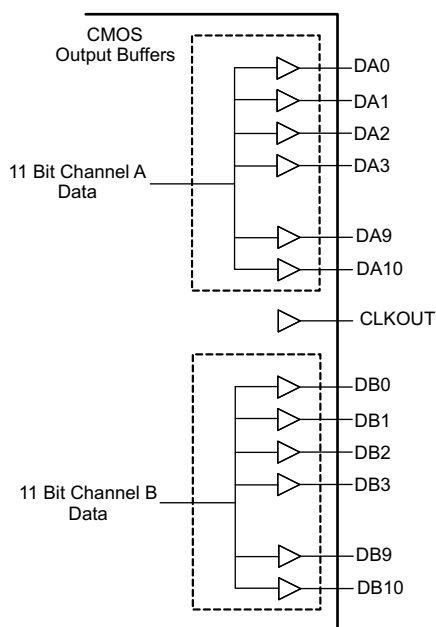 CMOS
Output Buffers
DA0
DA1
DA2
DA3
11 Bit Channel A
Data
DA9
DA10
CLKOUT
DB0
DB1
DB2
DB3
11 Bit Channel B
Data
DB9
DB10